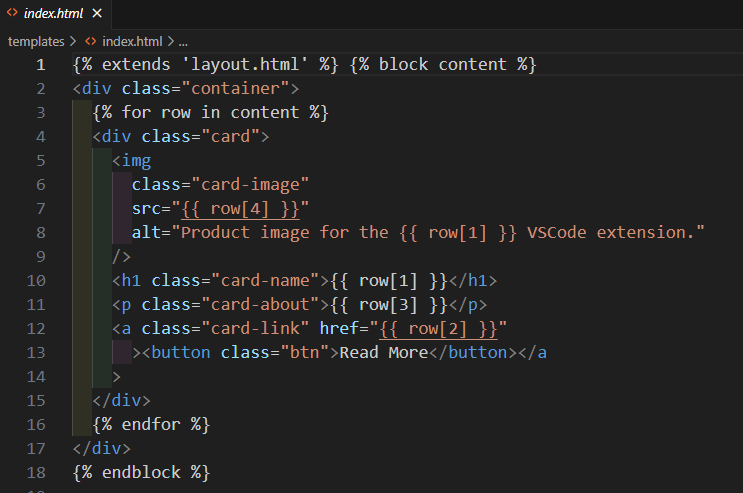 index.html
templates > index.html > ...
1 {% extends 'layout.html' %} {% block content %}
2 <div class="container">
3 {% for row in content %}
4 <div class="card">
5 <img
6 class="card-image"
7 src="{{ row[4] }}"
8 alt="Product image for the {{ row[1] }} VSCode extension."
9 />
10 <h1 class="card-name">{{ row[1] }}</h1>
11 <p class="card-about">{{ row[3] }}</p>
12 <a class="card-link" href="{{ row[2] }}"
13 ><button class="btn">Read More</button></a
14 >
15 </div>
16 {% endfor %}
17 </div>
18 {% endblock %}